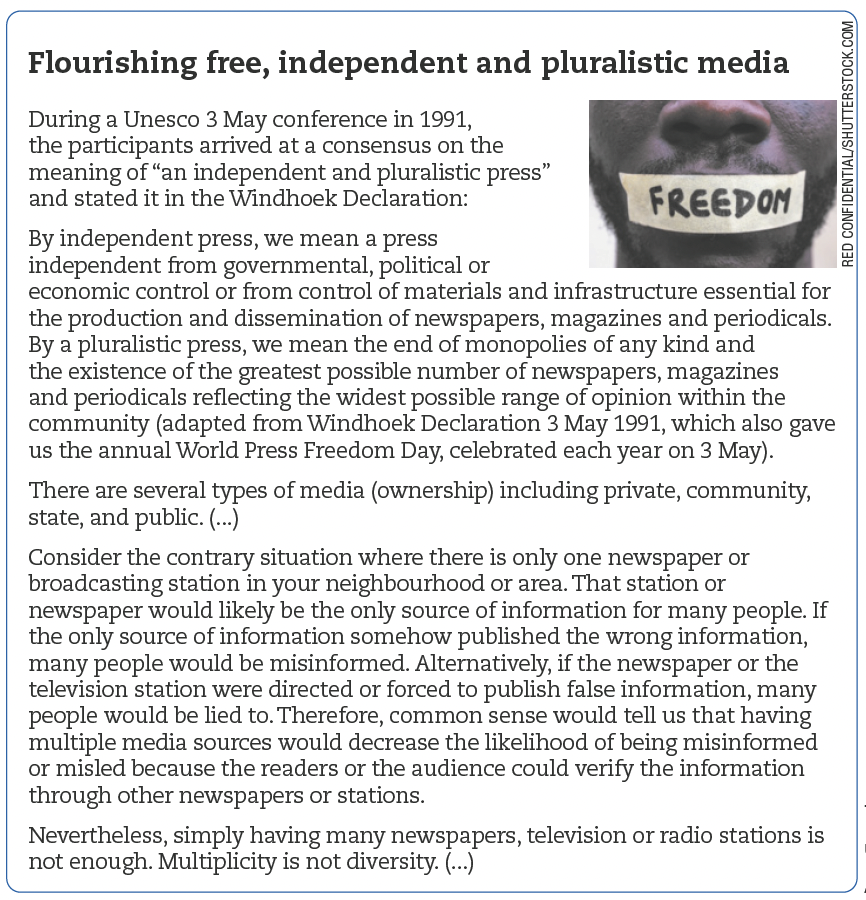 Flourishing free, independent and pluralistic media
During a Unesco 3 May conference in 1991,
the participants arrived at a consensus on the
meaning of “an independent and pluralistic press”
and stated it in the Windhoek Declaration:
FREEDOM
RED CONFIDENTIAL/SHUTTERSTOCK.COM
By independent press, we mean a press
independent from governmental, political or
economic control or from control of materials and infrastructure essential for
the production and dissemination of newspapers, magazines and periodicals.
By a pluralistic press, we mean the end of monopolies of any kind and
the existence of the greatest possible number of newspapers, magazines
and periodicals reflecting the widest possible range of opinion within the
community (adapted from Windhoek Declaration 3 May 1991, which also gave
us the annual World Press Freedom Day, celebrated each year on 3 May).
There are several types of media (ownership) including private, community,
state, and public. (...)
Consider the contrary situation where there is only one newspaper or
broadcasting station in your neighbourhood or area. That station or
newspaper would likely be the only source of information for many people. If
the only source of information somehow published the wrong information,
many people would be misinformed. Alternatively, if the newspaper or the
television station were directed or forced to publish false information, many
people would be lied to. Therefore, common sense would tell us that having
multiple media sources would decrease the likelihood of being misinformed
or misled because the readers or the audience could verify the information
through other newspapers or stations.
Nevertheless, simply having many newspapers, television or radio stations is
not enough. Multiplicity is not diversity. (...)